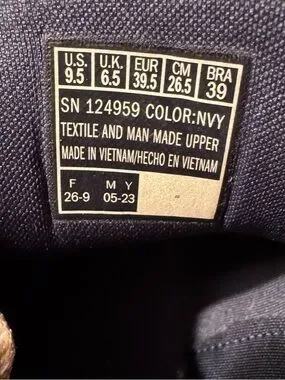 U.S. U.K. EUR CM BRA
9.5 6.5 39.5 26.5 39
SN 124959 COLOR:NVY
TEXTILE AND MAN MADE UPPER
MADE IN VIETNAM/HECHO EN VIETNAM
F M Y
26-9 05-23